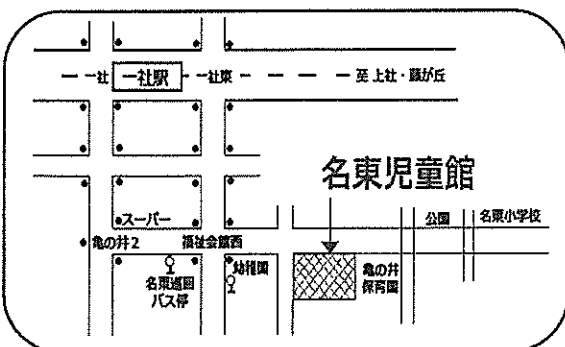 一社
一社駅
一社東
至 上社・藤が丘
名東児童館
スーパー
公園
名東小学校
亀の井2
福祉会館西
名東巡回
バス停
幼稚園
亀の井
保育園